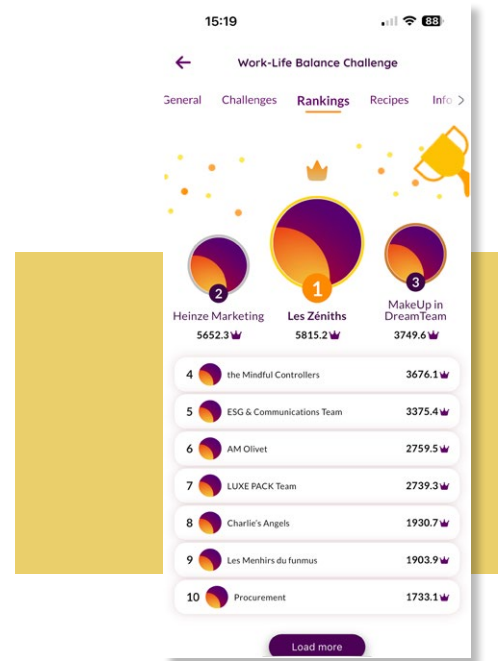 15:19
88
Work-Life Balance Challenge
General Challenges Rankings Recipes Info >
1
2
3
Heinze Marketing
5652.3
Les Zéniths
5815.2
MakeUp in
DreamTeam
3749.6
4 the Mindful Controllers 3676.1
5 ESG & Communications Team 3375.4
6 AM Olivet 2759.5
7 LUXE PACK Team 2739.3
8 Charlie's Angels 1930.7
9 Les Menhirs du funmus 1903.9
10 Procurement 1733.1
Load more